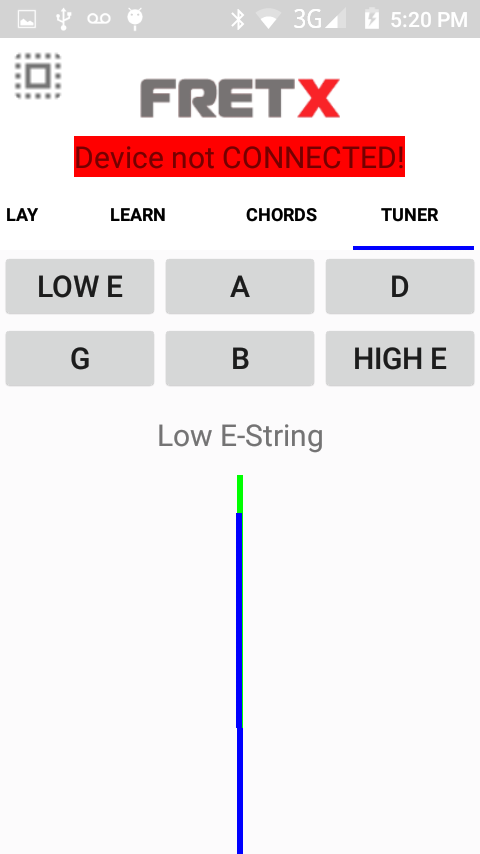 3G 5:20 PM
FRETX
Device not CONNECTED!
LAY LEARN CHORDS TUNER
LOW E A D
G B HIGH E
Low E-String